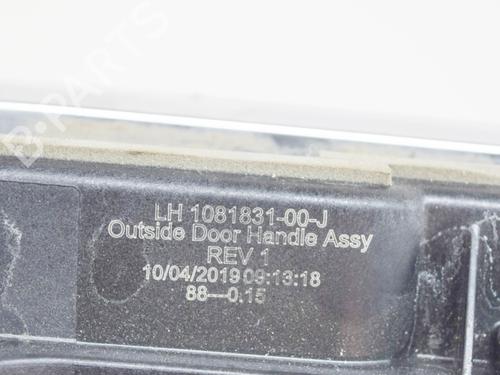 B-PARTS
LH 1081831-00-J
Outside Door Handle Assy
REV 1
10/04/2019 09:13:18
88---0.15